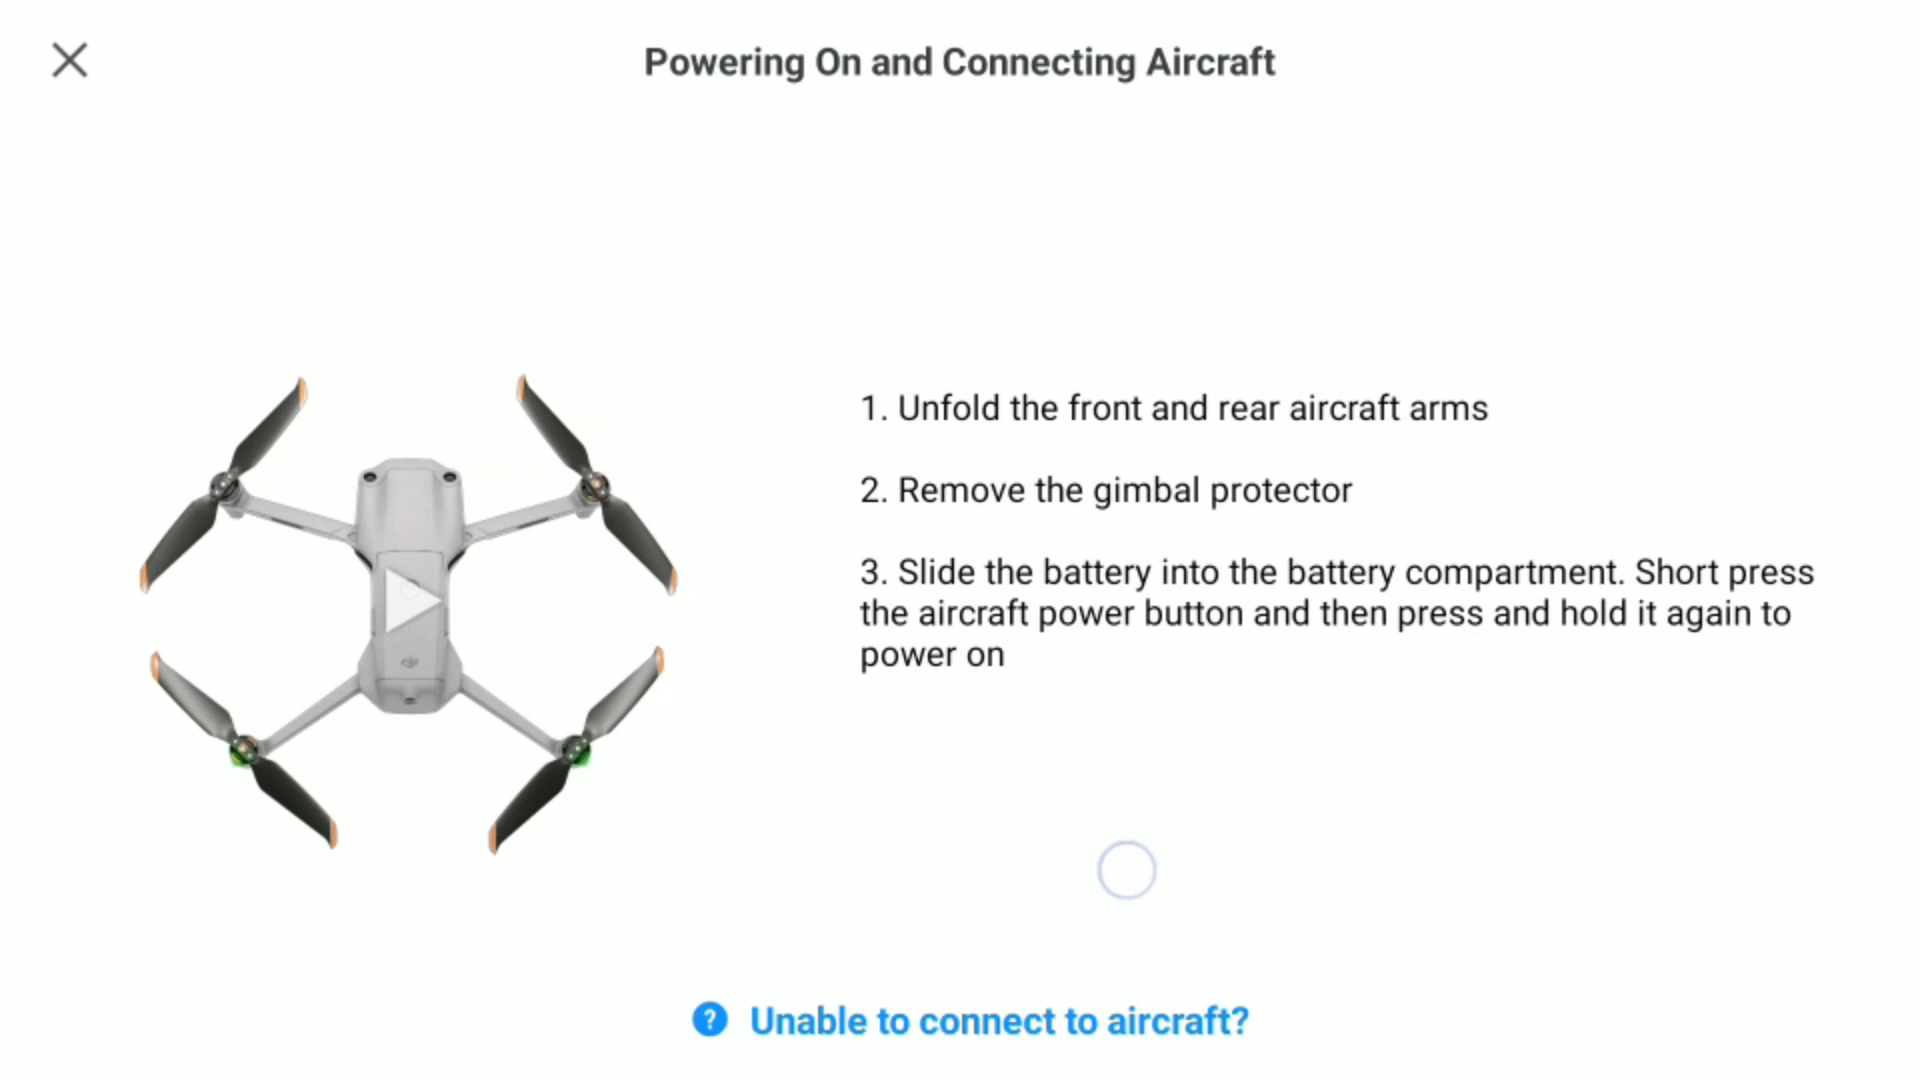 Powering On and Connecting Aircraft
1. Unfold the front and rear aircraft arms
2. Remove the gimbal protector
3. Slide the battery into the battery compartment. Short press
the aircraft power button and then press and hold it again to
power on
? Unable to connect to aircraft?